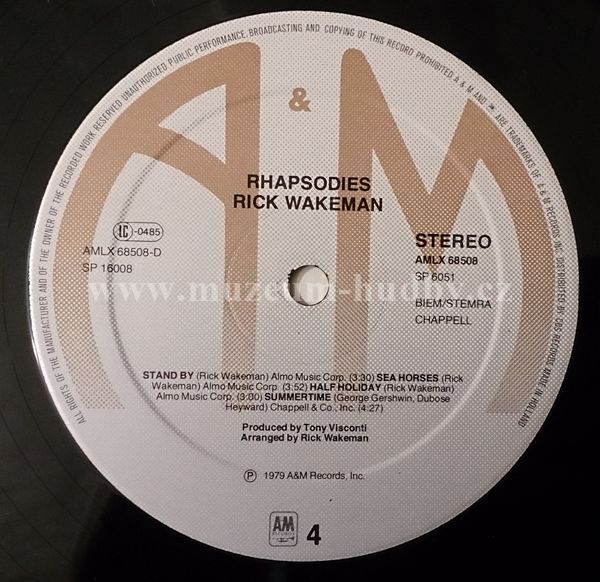 ALL RIGHTS OF THE MANUFACTURER AND OF THE OWNER OF THE RECORDED WORK RESERVED UNAUTHORIZED PUBLIC PERFORMANCE, BROADCASTING AND COPYING OF THIS RECORD PROHIBITED. A & M AND ARE TRADEMARKS OF A & M RECORDS INC. DISTRIBUTED BY CBS RECORDS MADE IN HOLLAND
A & M
RHAPSODIES
RICK WAKEMAN
1C -0485
AMLX 68508-D
SP 16008
STEREO
AMLX 68508
SP 6051
BIEM/STEMRA
CHAPPELL
www.muzeum-hudby.cz
STAND BY (Rick Wakeman) Almo Music Corp. (3:30) SEA HORSES (Rick
Wakeman) Almo Music Corp. (3:52) HALF HOLIDAY (Rick Wakeman)
Almo Music Corp. (3:00) SUMMERTIME (George Gershwin, Dubose
Heyward) Chappell & Co., Inc. (4:27)
Produced by Tony Visconti
Arranged by Rick Wakeman
Ⓟ 1979 A&M Records, Inc.
AM
RECORDS
4